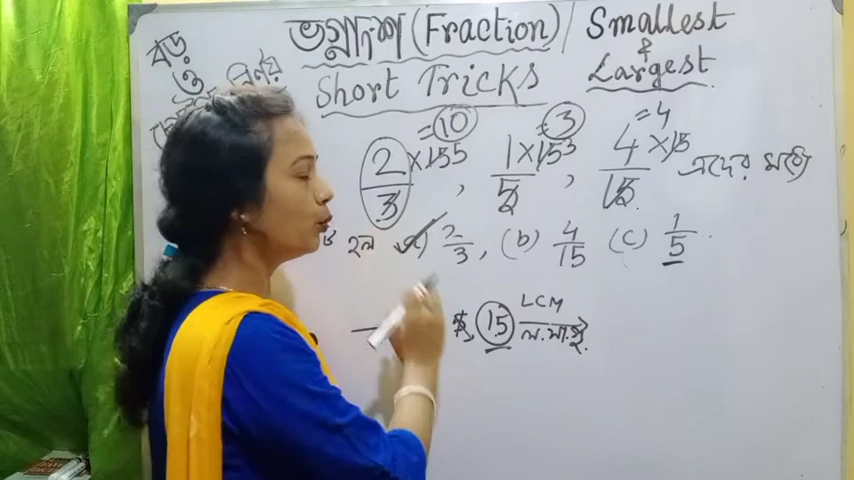 ভগ্নাংশ (Fraction) / Smallest
বড় ও & Largest
Short Tricks
= 10 = 3 = 4
2/3 × 15 5 , 1/5 × 15 3 , 4/15 × 15 এদের মধ্যে
হল ✓ a) 2/3 , (b) 4/15 (c) 1/5 .
15 LCM
ল.সা.গু.